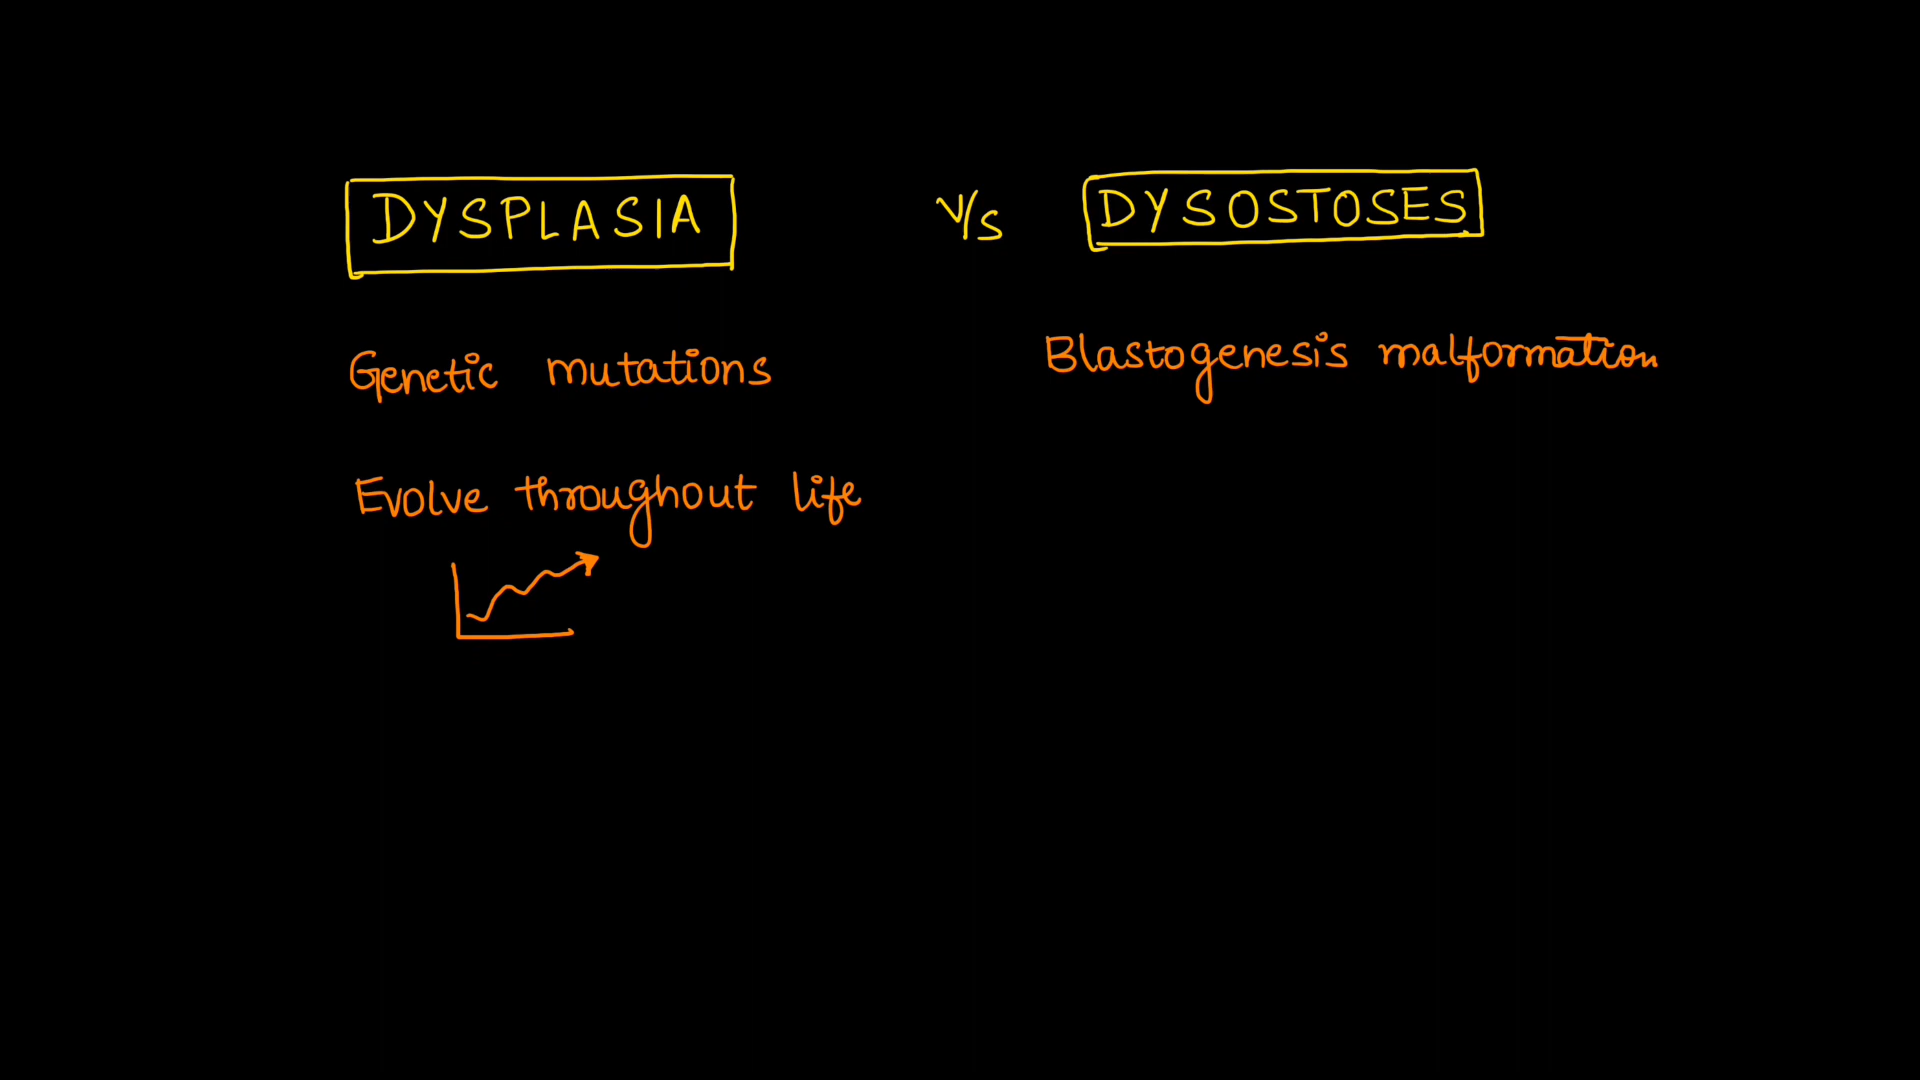 DYSPLASIA V/S DYSOSTOSES
Genetic mutations
Blastogenesis malformation
Evolve throughout life